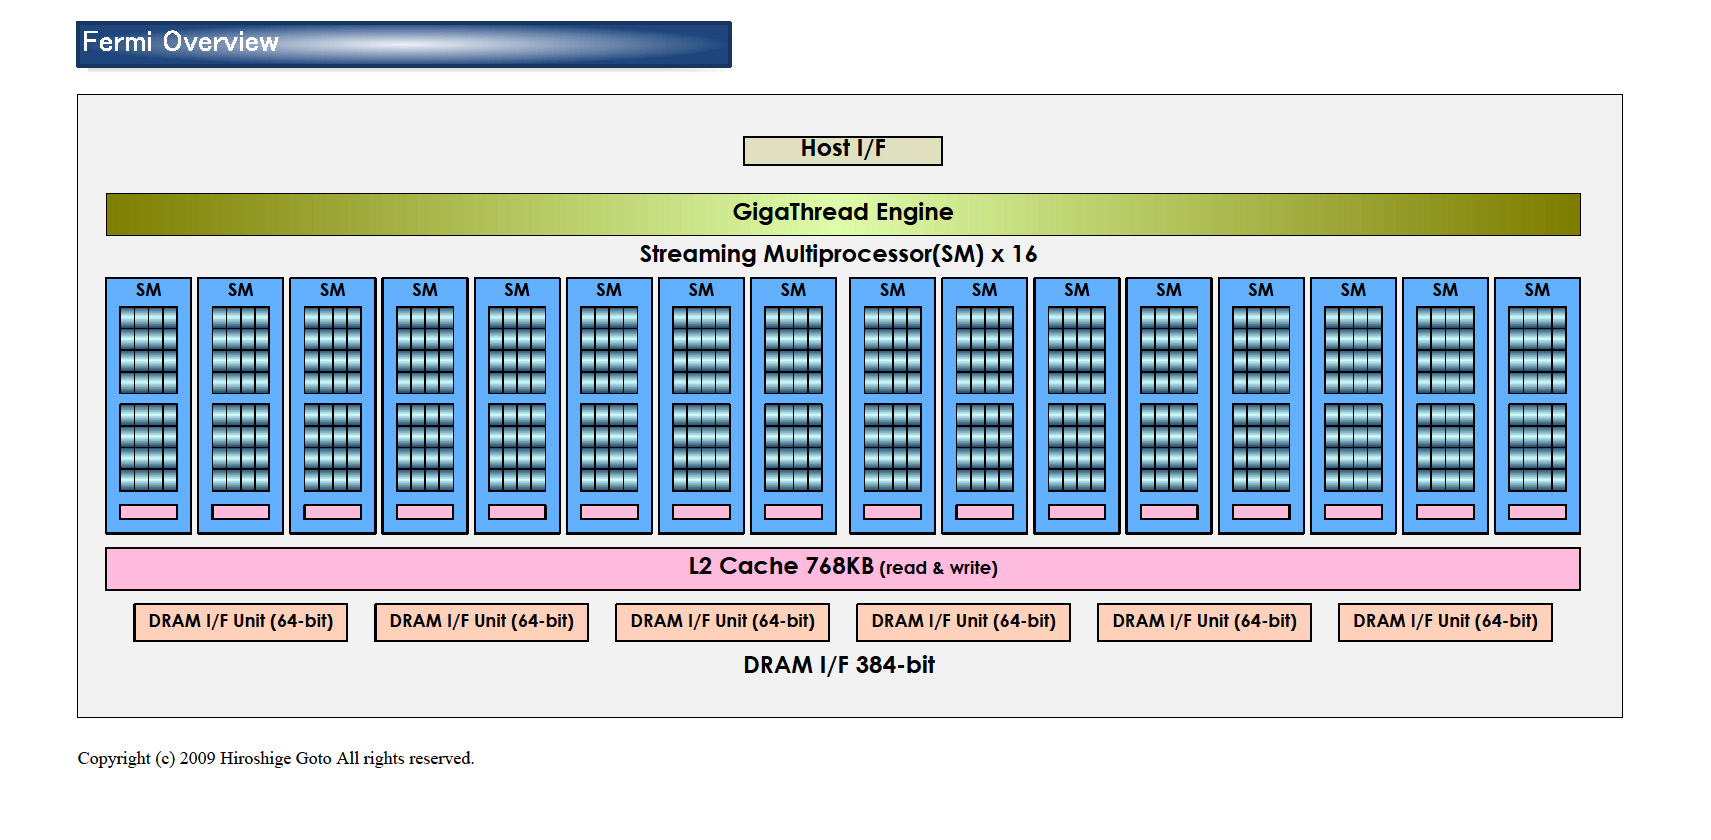 Fermi Overview
Host I/F
GigaThread Engine
Streaming Multiprocessor(SM) x 16
SM SM SM SM SM SM SM SM SM SM SM SM SM SM SM SM
L2 Cache 768KB (read & write)
DRAM I/F Unit (64-bit) DRAM I/F Unit (64-bit) DRAM I/F Unit (64-bit) DRAM I/F Unit (64-bit) DRAM I/F Unit (64-bit) DRAM I/F Unit (64-bit)
DRAM I/F 384-bit
Copyright (c) 2009 Hiroshige Goto All rights reserved.